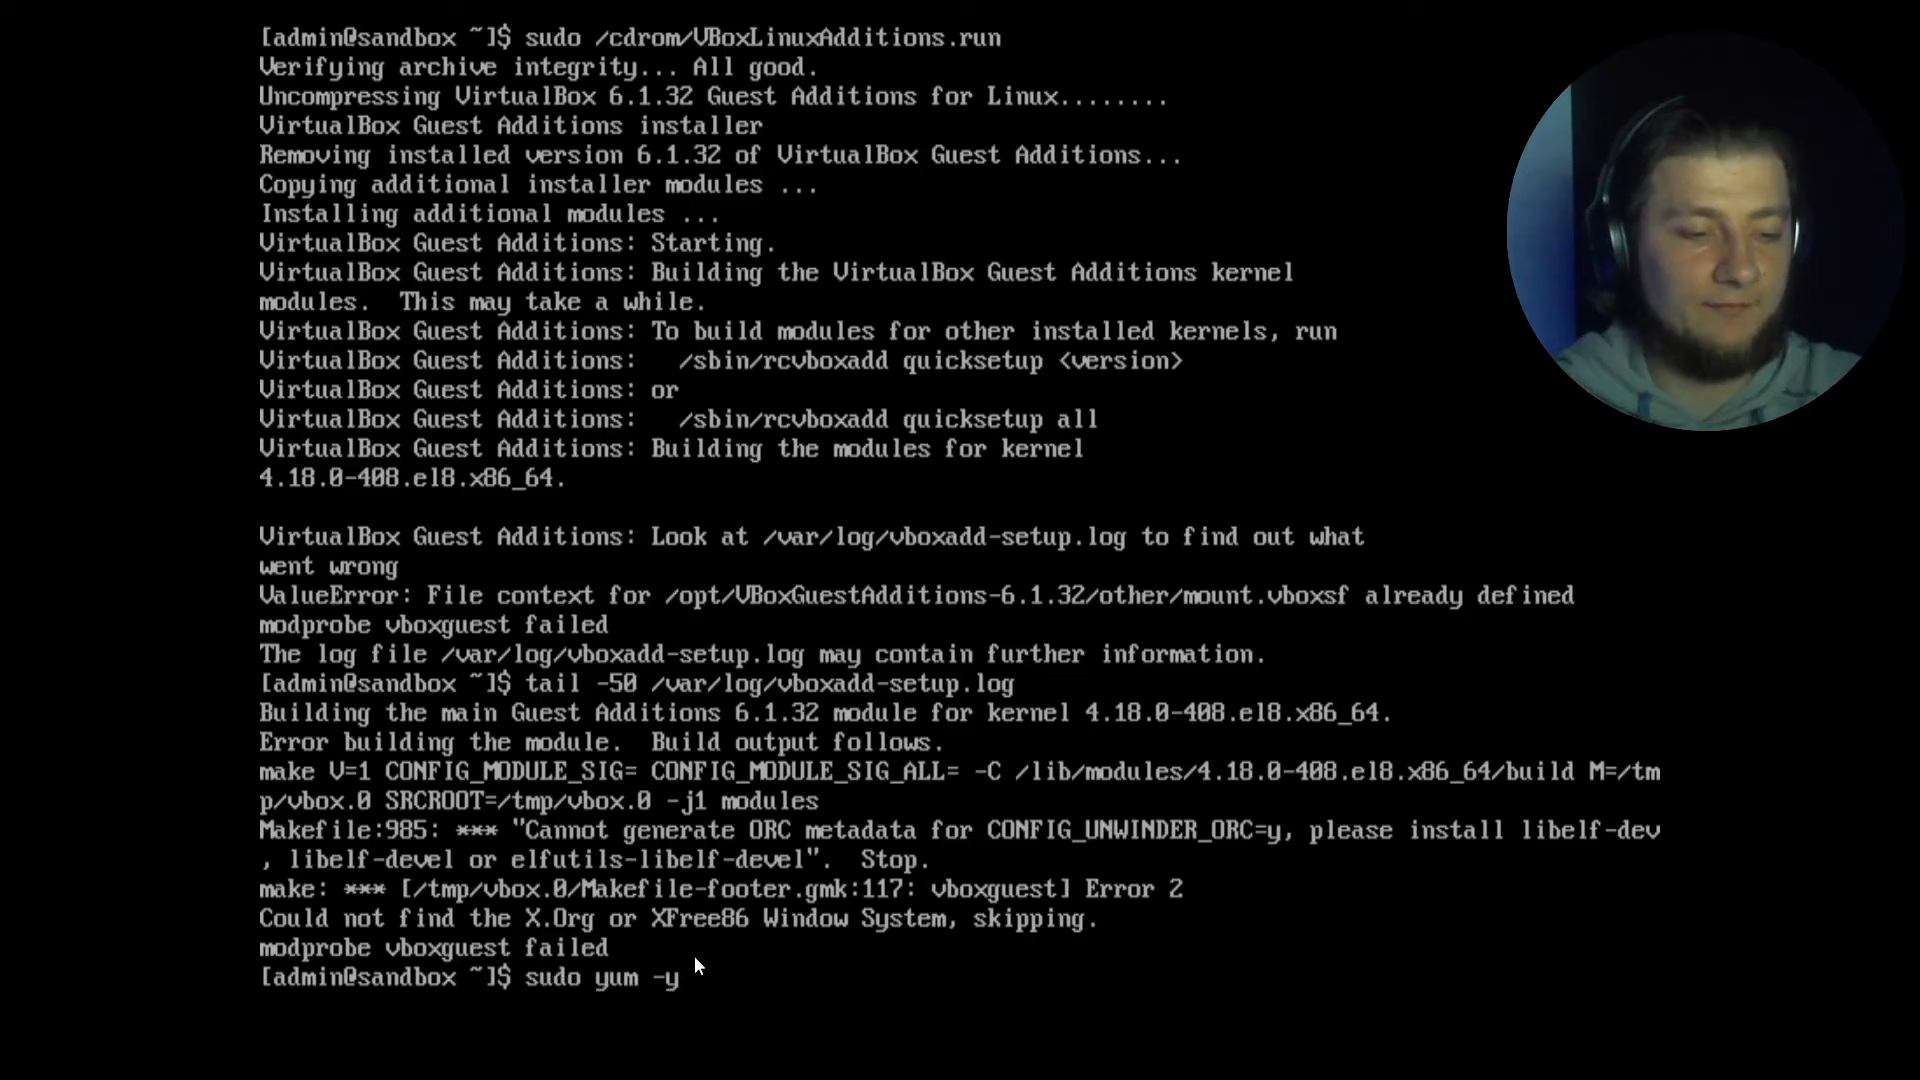 [admin@sandbox ~]$ sudo /cdrom/VBoxLinuxAdditions.run
Verifying archive integrity... All good.
Uncompressing VirtualBox 6.1.32 Guest Additions for Linux........
VirtualBox Guest Additions installer
Removing installed version 6.1.32 of VirtualBox Guest Additions...
Copying additional installer modules ...
Installing additional modules ...
VirtualBox Guest Additions: Starting.
VirtualBox Guest Additions: Building the VirtualBox Guest Additions kernel
modules.  This may take a while.
VirtualBox Guest Additions: To build modules for other installed kernels, run
VirtualBox Guest Additions:   /sbin/rcvboxadd quicksetup <version>
VirtualBox Guest Additions: or
VirtualBox Guest Additions:   /sbin/rcvboxadd quicksetup all
VirtualBox Guest Additions: Building the modules for kernel
4.18.0-408.el8.x86_64.
VirtualBox Guest Additions: Look at /var/log/vboxadd-setup.log to find out what
went wrong
ValueError: File context for /opt/VBoxGuestAdditions-6.1.32/other/mount.vboxsf already defined
modprobe vboxguest failed
The log file /var/log/vboxadd-setup.log may contain further information.
[admin@sandbox ~]$ tail -50 /var/log/vboxadd-setup.log
Building the main Guest Additions 6.1.32 module for kernel 4.18.0-408.el8.x86_64.
Error building the module.  Build output follows.
make V=1 CONFIG_MODULE_SIG= CONFIG_MODULE_SIG_ALL= -C /lib/modules/4.18.0-408.el8.x86_64/build M=/tm
p/vbox.0 SRCROOT=/tmp/vbox.0 -j1 modules
Makefile:985: *** "Cannot generate ORC metadata for CONFIG_UNWINDER_ORC=y, please install libelf-dev
, libelf-devel or elfutils-libelf-devel".  Stop.
make: *** [/tmp/vbox.0/Makefile-footer.gmk:117: vboxguest] Error 2
Could not find the X.Org or XFree86 Window System, skipping.
modprobe vboxguest failed
[admin@sandbox ~]$ sudo yum -y